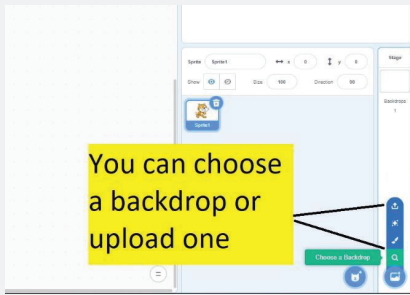 Sprite Sprite1 x 0 y 0
Stage
Show Size 100 Direction 90
Backdrops
1
Sprite1
You can choose
a backdrop or
upload one
Choose a Backdrop